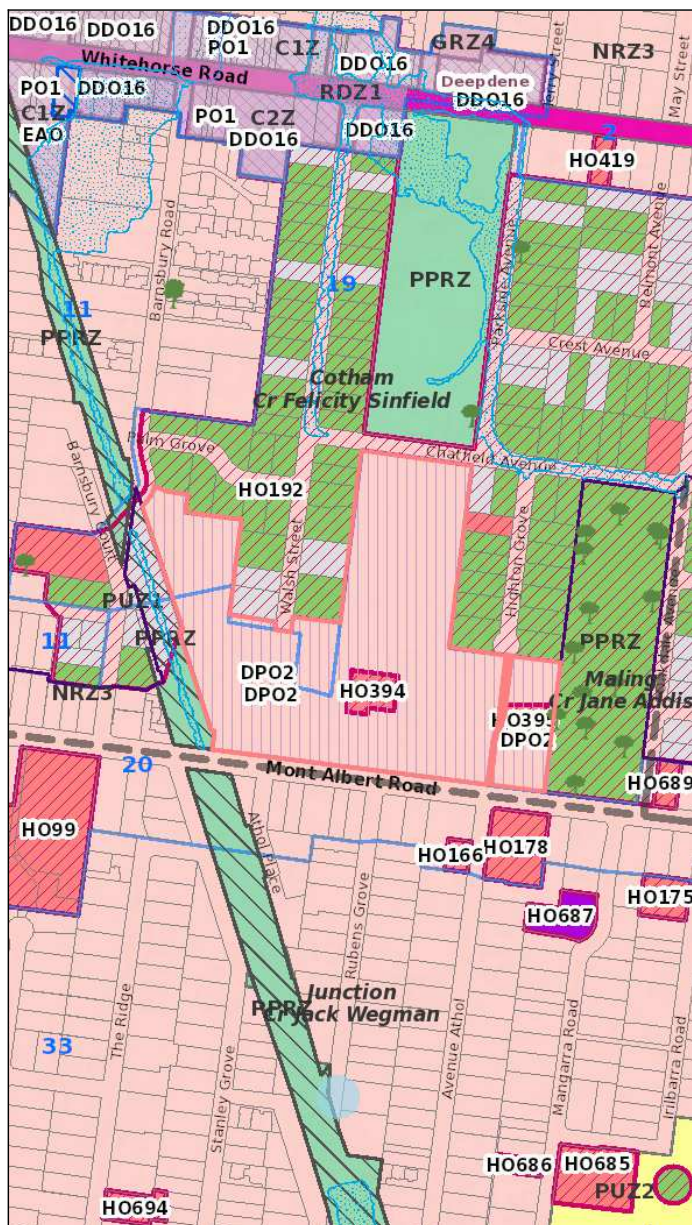 DDO16
DDO16
DDO16
PO1
C1Z
GRZ4
NRZ3
Whitehorse Road
DDO16
Deepdene
DDO16
May Street
PO1
DDO16
RDZ1
C1Z
EAO
PO1
C2Z
DDO16
DDO16
2
HO419
Barnsbury Road
19
PPRZ
Parkside Avenue
Belmont Avenue
11
PPRZ
Crest Avenue
Cotham
Cr Felicity Sinfield
Palm Grove
Chatfield Avenue
Barnsbury Court
HO192
Walsh Street
Highton Grove
PUZ1
PPRZ
11
PPRZ
NRZ3
DPO2
DPO2
HO394
Maling
Cr Jane Addis
DPO2
20
Mont Albert Road
HO689
HO99
Athol Place
HO166
HO178
HO175
HO687
Rubens Grove
Junction
Cr Jack Wegman
PPRZ
33
The Ridge
Stanley Grove
Avenue Athol
Mangarra Road
Irilbarra Road
HO686
HO685
PUZ2
HO694